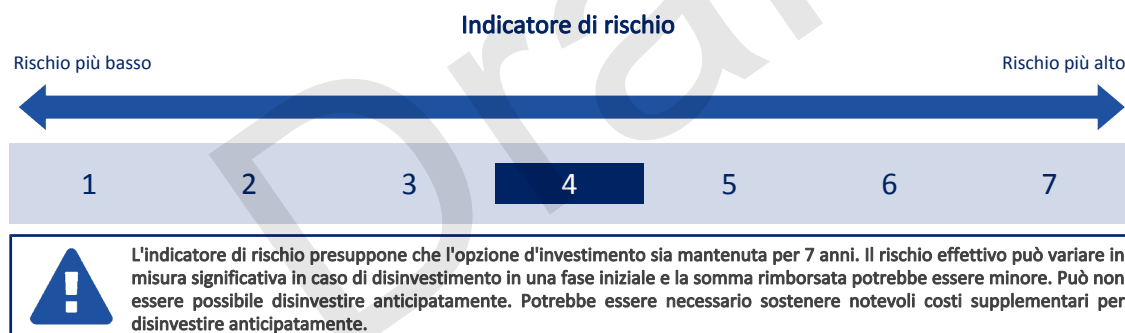 Indicatore di rischio
Rischio più basso
Rischio più alto
1 2 3 4 5 6 7
L'indicatore di rischio presuppone che l'opzione d'investimento sia mantenuta per 7 anni. Il rischio effettivo può variare in
misura significativa in caso di disinvestimento in una fase iniziale e la somma rimborsata potrebbe essere minore. Può non
essere possibile disinvestire anticipatamente. Potrebbe essere necessario sostenere notevoli costi supplementari per
disinvestire anticipatamente.